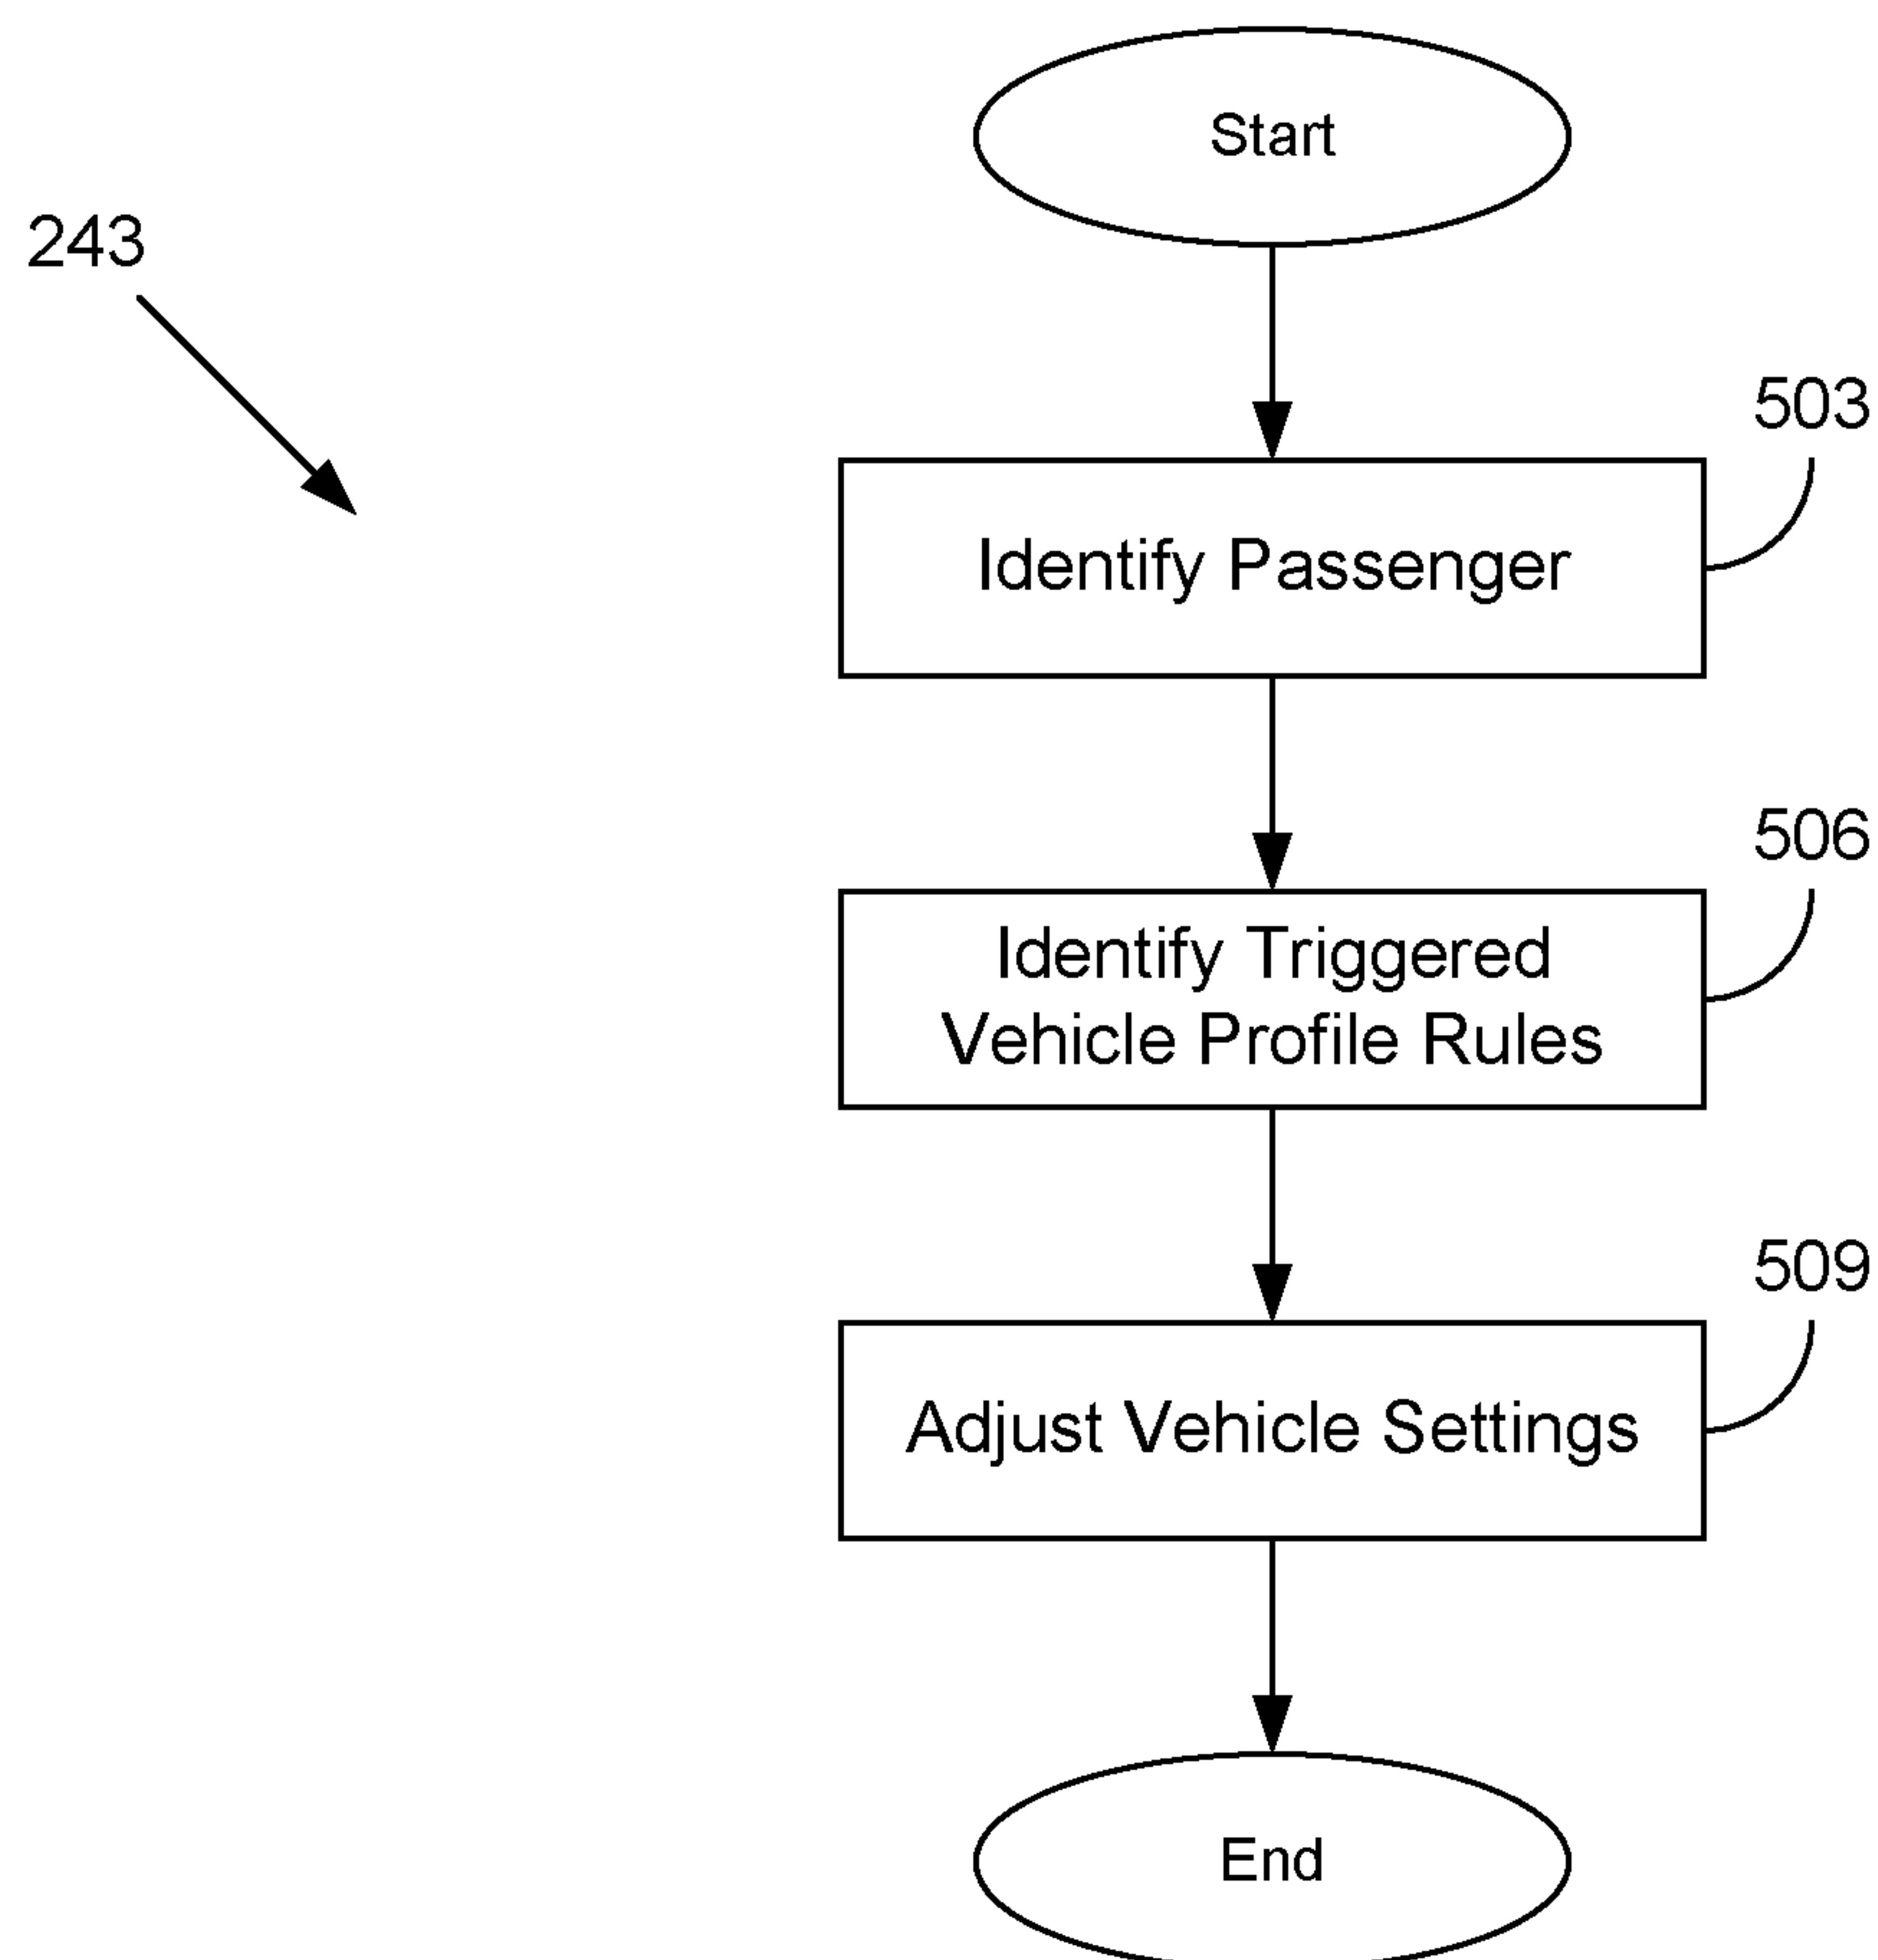 Start
243
503
Identify Passenger
506
Identify Triggered
Vehicle Profile Rules
509
Adjust Vehicle Settings
End